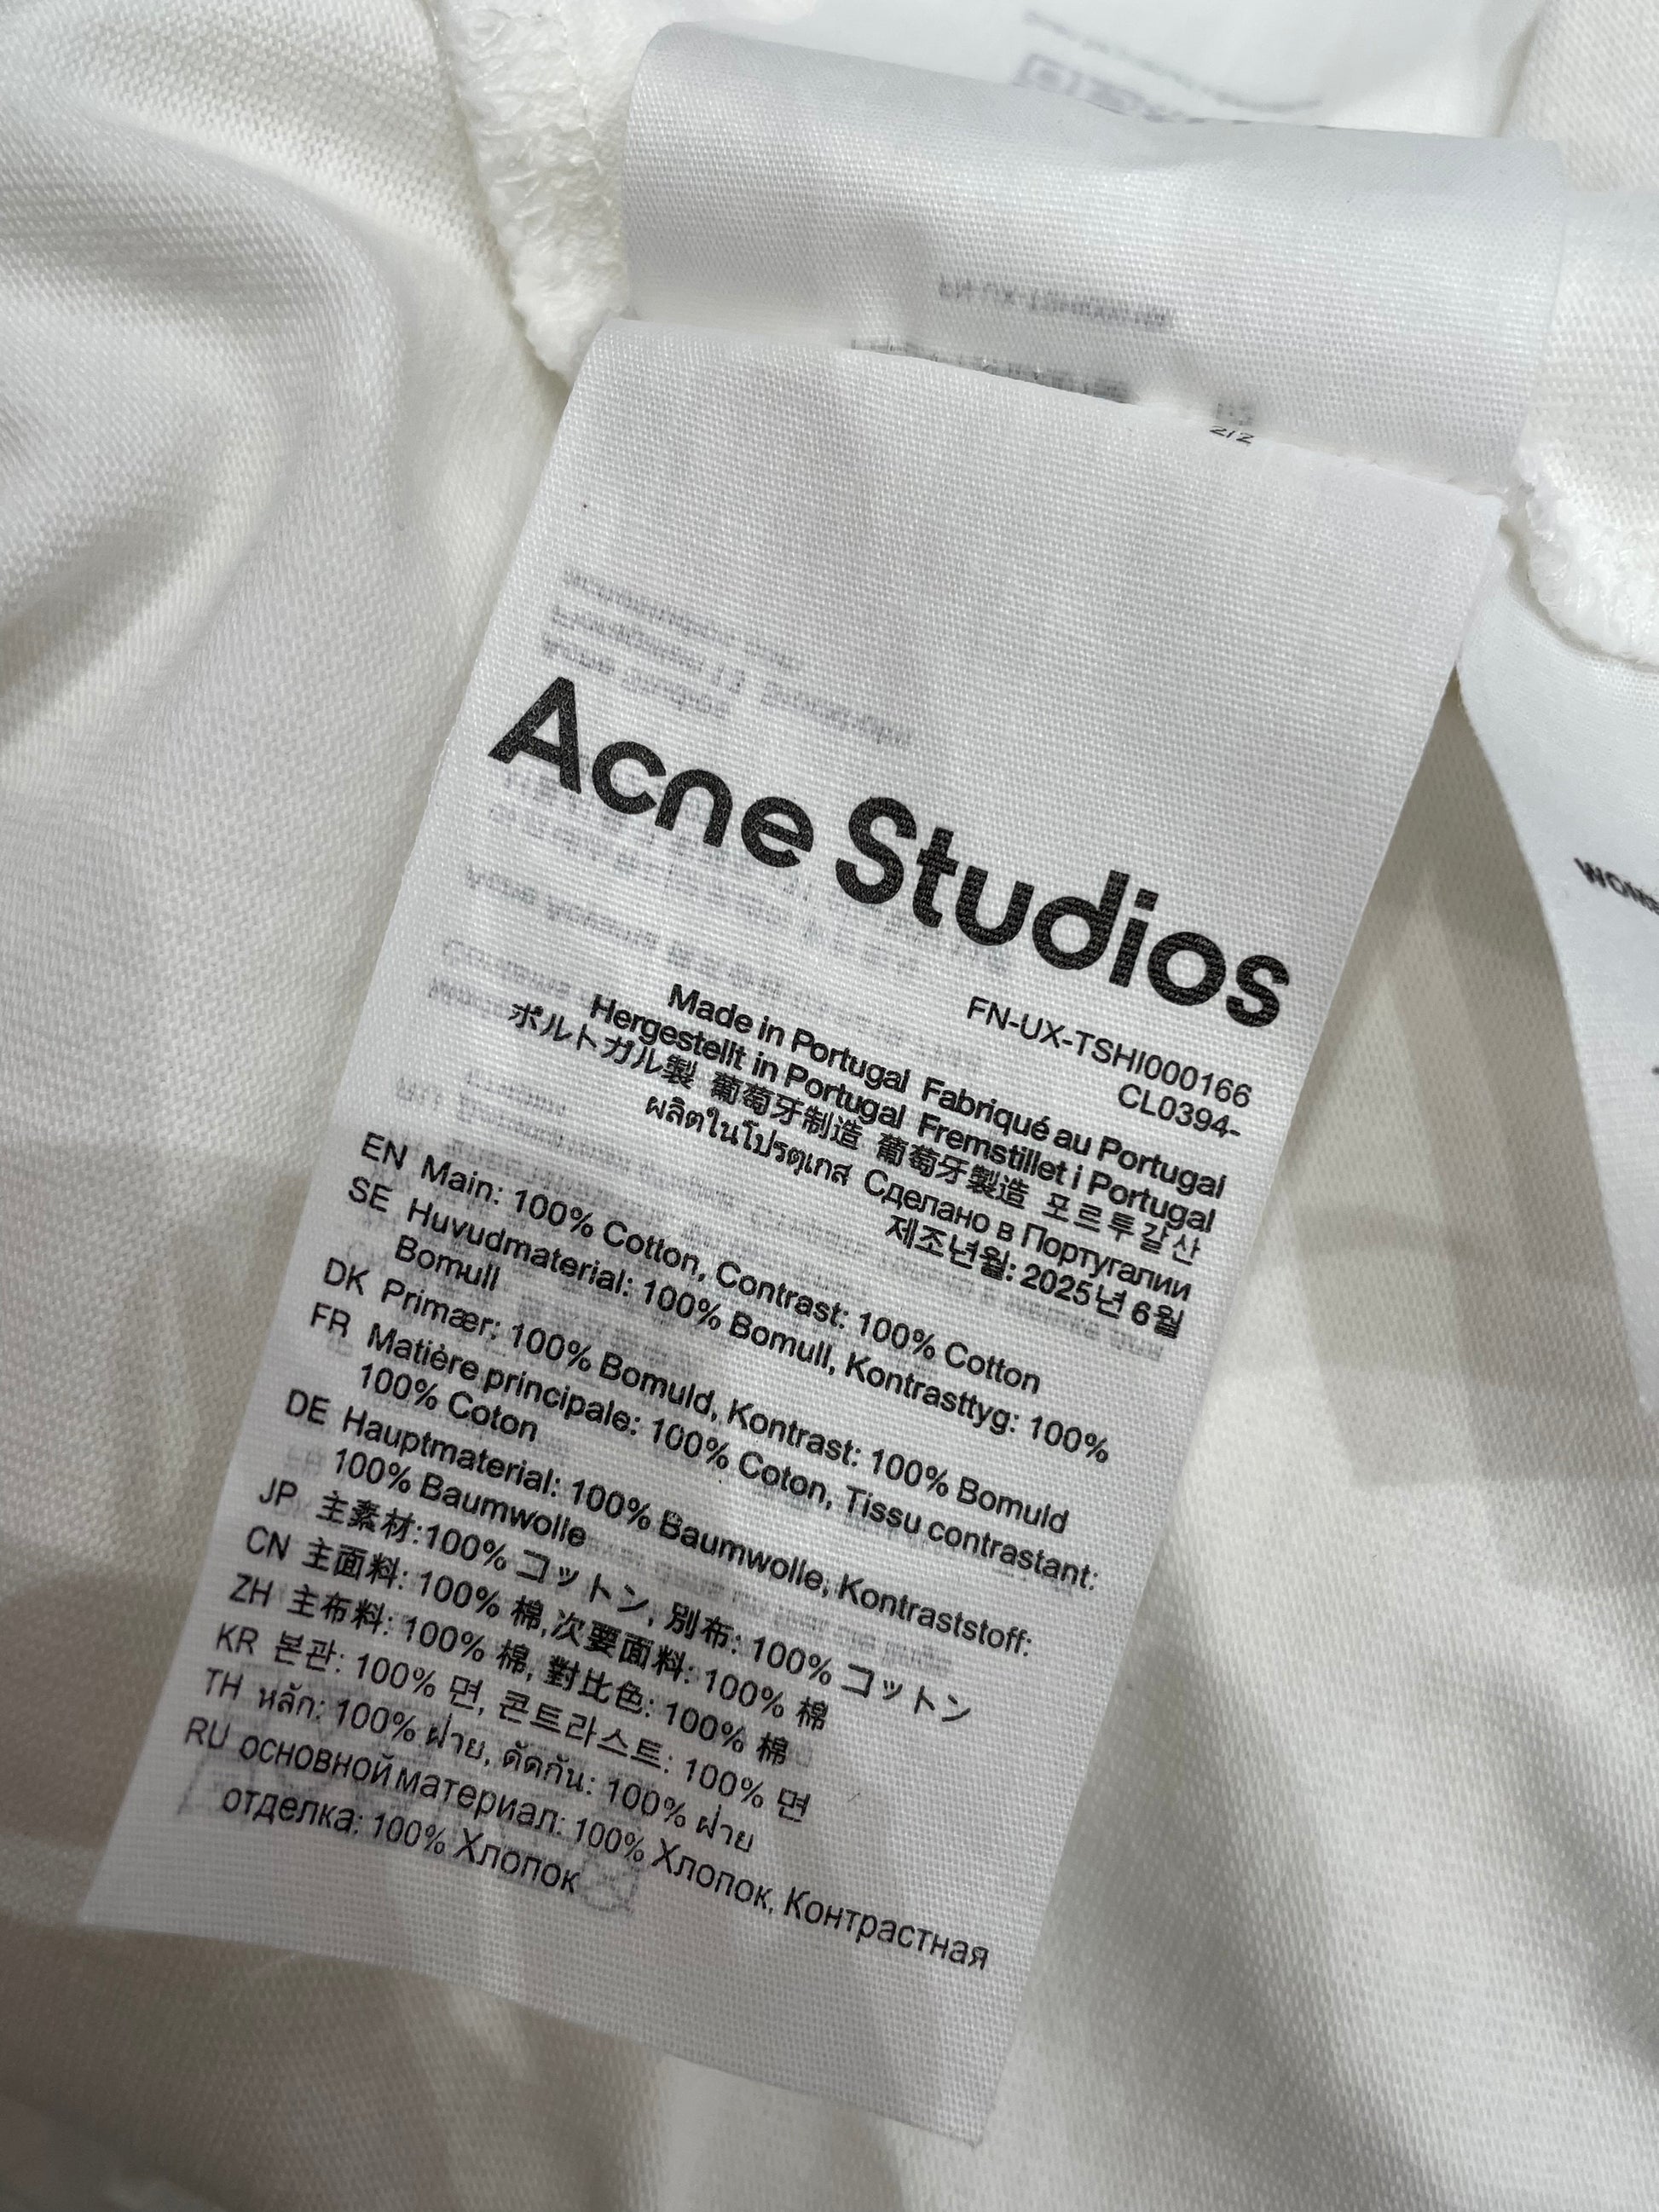 2/2
Acne Studios
FN-UX-TSHI000166
CL0394-
Made in Portugal Fabriqué au Portugal
Hergestellt in Portugal Fremstillet i Portugal
ポルトガル製 葡萄牙制造 葡萄牙製造 포르투갈산
ผลิตในโปรตุเกส Сделано в Португалии
제조년월: 2025년 6월
EN Main: 100% Cotton, Contrast: 100% Cotton
SE Huvudmaterial: 100% Bomull, Kontrasttyg: 100%
Bomull
DK Primær: 100% Bomuld, Kontrast: 100% Bomuld
FR Matière principale: 100% Coton, Tissu contrastant:
100% Coton
DE Hauptmaterial: 100% Baumwolle, Kontraststoff:
100% Baumwolle
JP 主素材:100% コットン, 別布: 100% コットン
CN 主面料: 100% 棉,次要面料: 100% 棉
ZH 主布料: 100% 棉, 對比色: 100% 棉
KR 본관: 100% 면, 콘트라스트: 100% 면
TH หลัก: 100% ฝ้าย, ตัดกัน: 100% ฝ้าย
RU основной материал: 100% Хлопок, Контрастная
отделка: 100% Хлопок